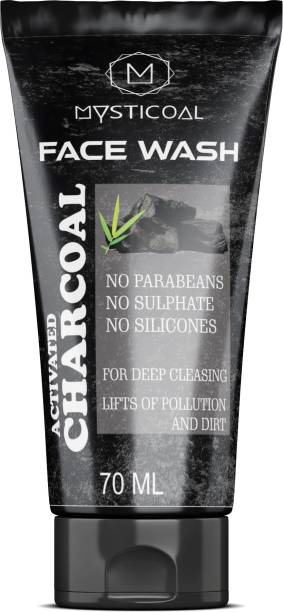 M
MYSTICOAL
FACE WASH
ACTIVATED
CHARCOAL
NO PARABEANS
NO SULPHATE
NO SILICONES
FOR DEEP CLEASING
LIFTS OF POLLUTION
AND DIRT
70 ML